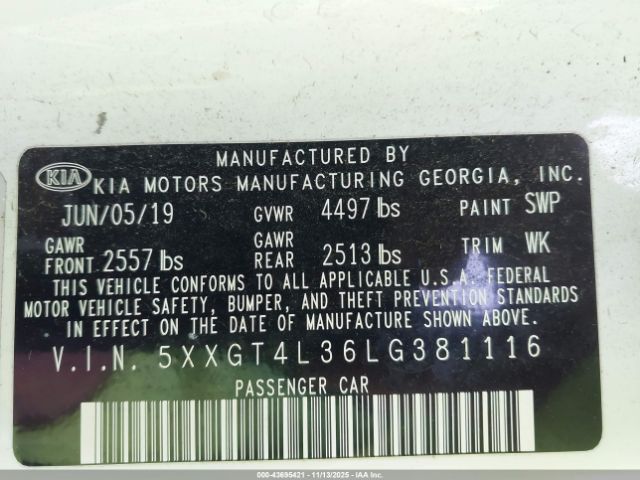 MANUFACTURED BY
KIA KIA MOTORS MANUFACTURING GEORGIA, INC.
JUN/05/19 GVWR 4497 lbs PAINT SWP
GAWR FRONT 2557 lbs GAWR REAR 2513 lbs TRIM WK
THIS VEHICLE CONFORMS TO ALL APPLICABLE U.S.A. FEDERAL
MOTOR VEHICLE SAFETY, BUMPER, AND THEFT PREVENTION STANDARDS
IN EFFECT ON THE DATE OF MANUFACTURE SHOWN ABOVE.
V.I.N. 5XXGT4L36LG381116
PASSENGER CAR
000-43695421 - 11/13/2025 - IAA Inc.